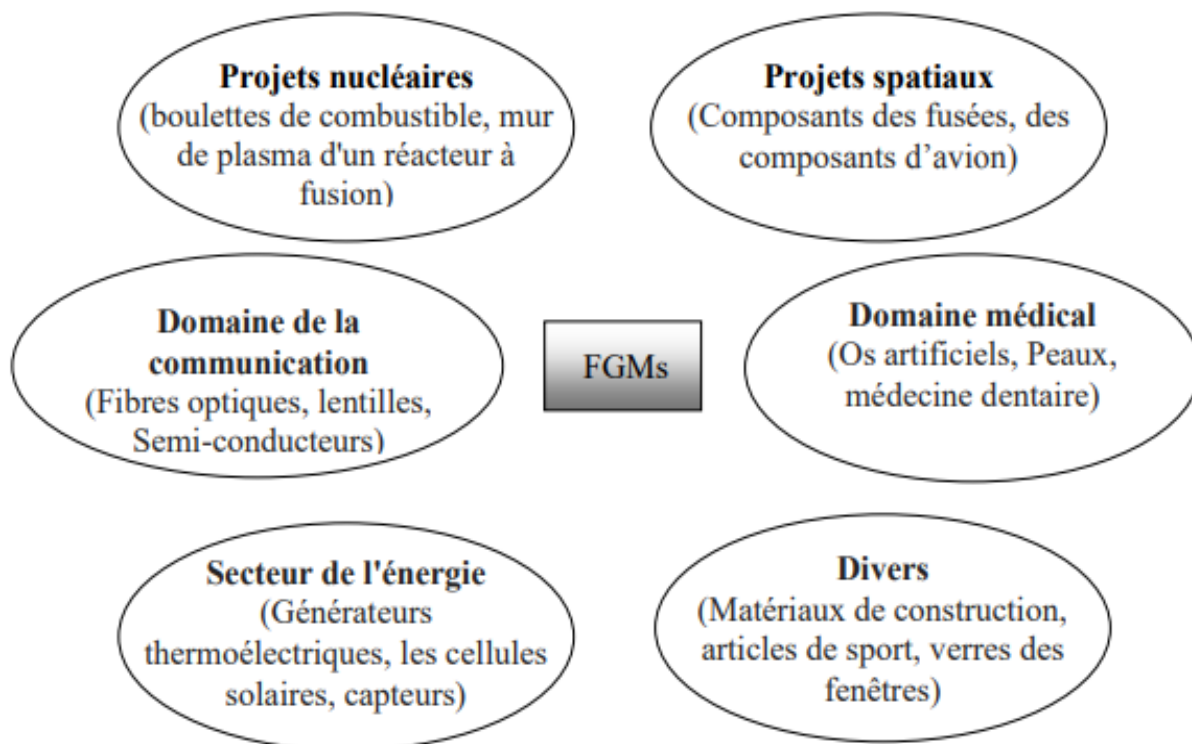 Projets nucléaires
(boulettes de combustible, mur
de plasma d'un réacteur à
fusion)
Projets spatiaux
(Composants des fusées, des
composants d’avion)
Domaine de la
communication
(Fibres optiques, lentilles,
Semi-conducteurs)
FGMs
Domaine médical
(Os artificiels, Peaux,
médecine dentaire)
Secteur de l'énergie
(Générateurs
thermoélectriques, les cellules
solaires, capteurs)
Divers
(Matériaux de construction,
articles de sport, verres des
fenêtres)